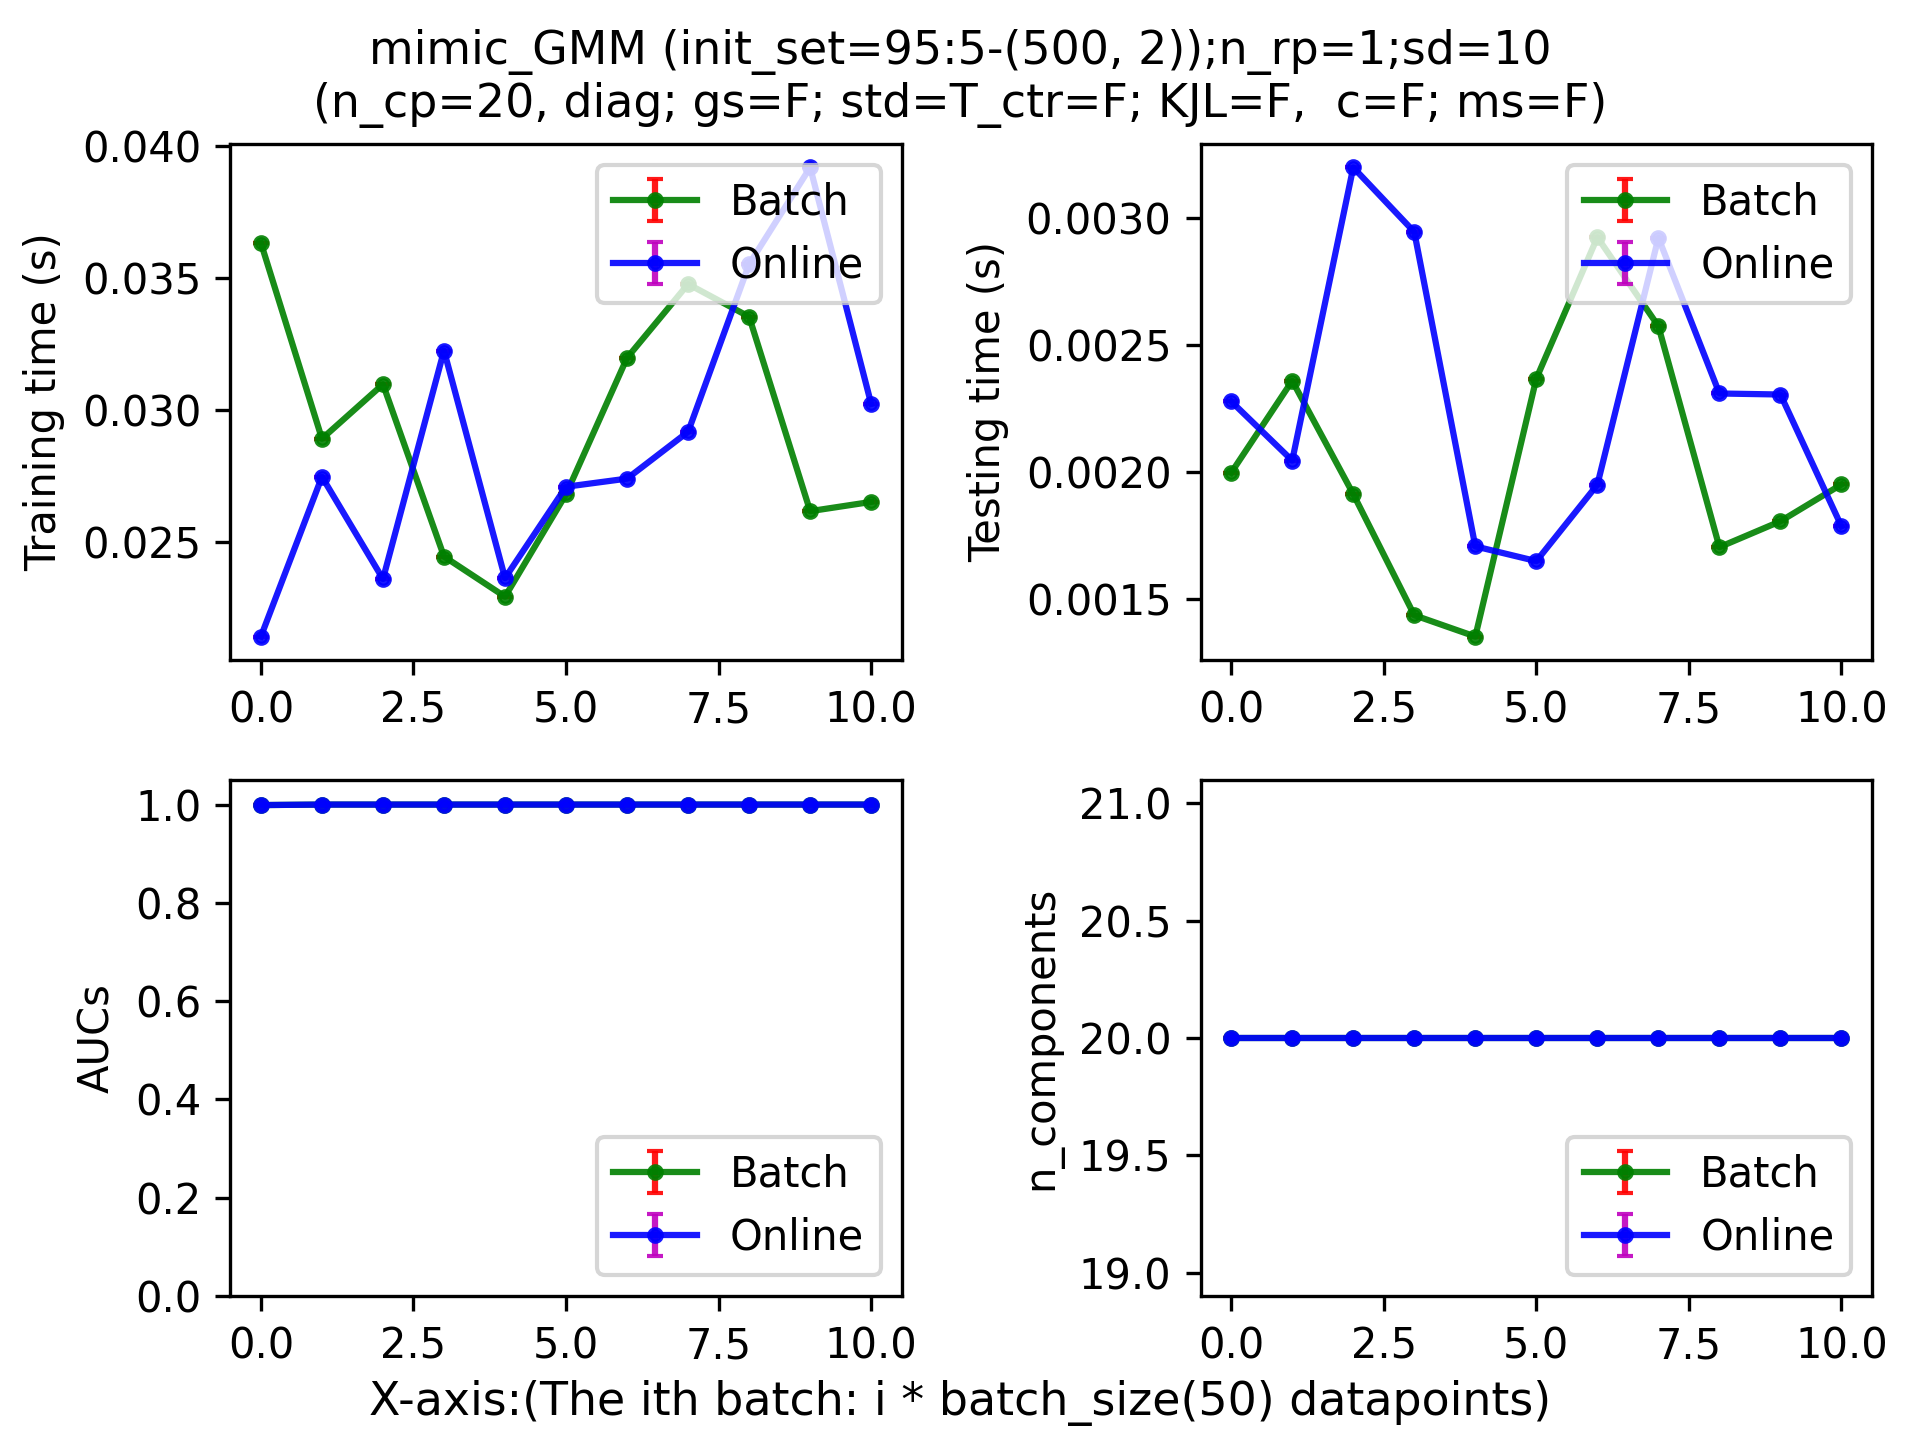 mimic_GMM (init_set=95:5-(500, 2));n_rp=1;sd=10
(n_cp=20, diag; gs=F; std=T_ctr=F; KJL=F,  c=F; ms=F)
Training time (s)
0.040
0.035
0.030
0.025
0.0 2.5 5.0 7.5 10.0
Batch
Online
Testing time (s)
0.0030
0.0025
0.0020
0.0015
0.0 2.5 5.0 7.5 10.0
Batch
Online
AUCs
1.0
0.8
0.6
0.4
0.2
0.0
0.0 2.5 5.0 7.5 10.0
Batch
Online
n_components
21.0
20.5
20.0
19.5
19.0
0.0 2.5 5.0 7.5 10.0
Batch
Online
X-axis:(The ith batch: i * batch_size(50) datapoints)